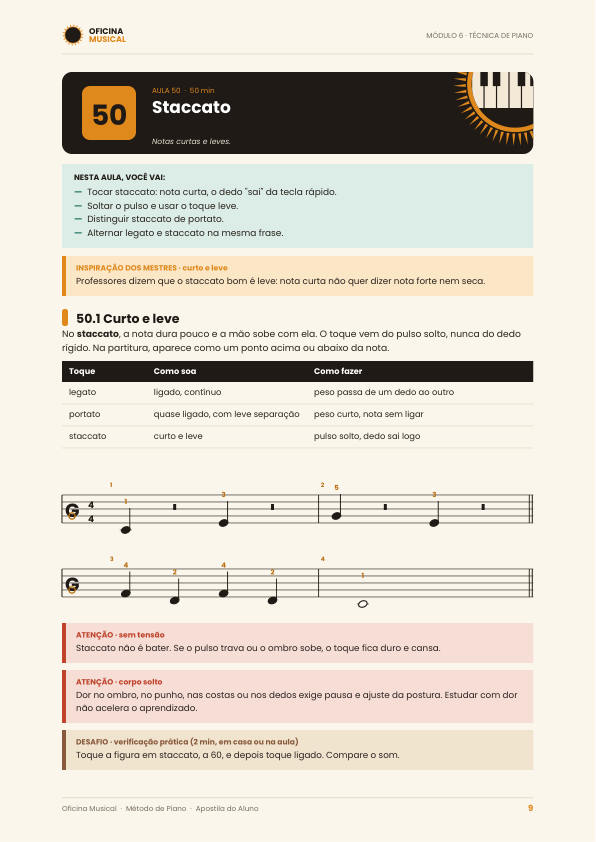 OFICINA
MUSICAL
MÓDULO 6 · TÉCNICA DE PIANO
50
AULA 50 · 50 min
Staccato
Notas curtas e leves.
NESTA AULA, VOCÊ VAI:
— Tocar staccato: nota curta, o dedo "sai" da tecla rápido.
— Soltar o pulso e usar o toque leve.
— Distinguir staccato de portato.
— Alternar legato e staccato na mesma frase.
INSPIRAÇÃO DOS MESTRES · curto e leve
Professores dizem que o staccato bom é leve: nota curta não quer dizer nota forte nem seca.
50.1 Curto e leve
No staccato, a nota dura pouco e a mão sobe com ela. O toque vem do pulso solto, nunca do dedo
rígido. Na partitura, aparece como um ponto acima ou abaixo da nota.
Toque Como soa Como fazer
legato ligado, contínuo peso passa de um dedo ao outro
portato quase ligado, com leve separação peso curto, nota sem ligar
staccato curto e leve pulso solto, dedo sai logo
1 2
1 3 5 3
G 4
4
3 4
4 2 4 2 1
G
ATENÇÃO · sem tensão
Staccato não é bater. Se o pulso trava ou o ombro sobe, o toque fica duro e cansa.
ATENÇÃO · corpo solto
Dor no ombro, no punho, nas costas ou nos dedos exige pausa e ajuste da postura. Estudar com dor
não acelera o aprendizado.
DESAFIO · verificação prática (2 min, em casa ou na aula)
Toque a figura em staccato, a 60, e depois toque ligado. Compare o som.
Oficina Musical · Método de Piano · Apostila do Aluno
9